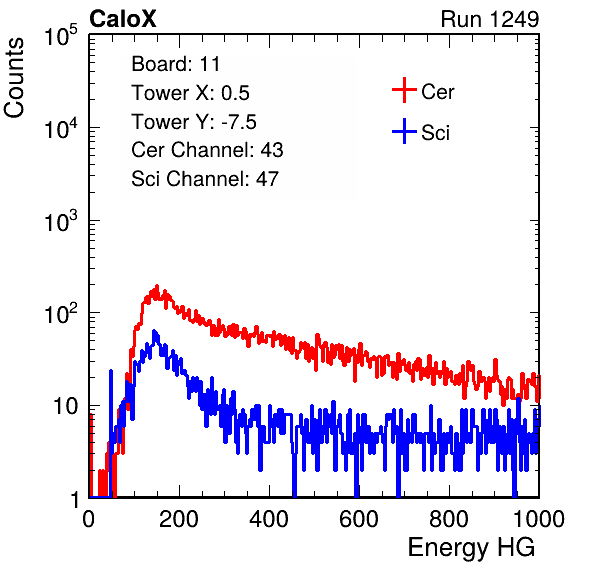 CaloX Run 1249
Counts
10^5
10^4
10^3
10^2
10
1
Board: 11
Tower X: 0.5
Tower Y: -7.5
Cer Channel: 43
Sci Channel: 47
Cer
Sci
0 200 400 600 800 1000
Energy HG